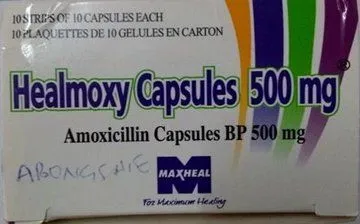 10 STRIPS OF 10 CAPSULES EACH
10 PLAQUETTES DE 10 GELULES EN CARTON
Healmoxy Capsules 500 mg®
Amoxicillin Capsules BP 500 mg
M
MAXHEAL
For Maximum Healing